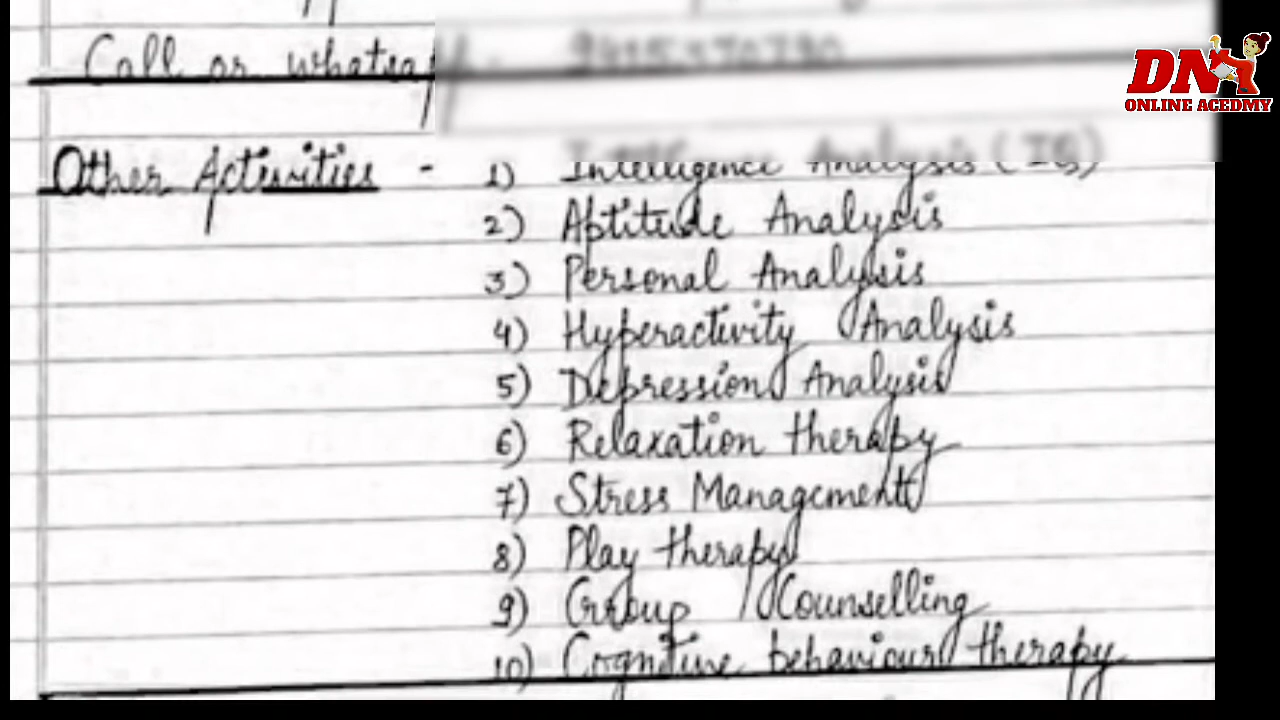 Call or whatsa
DN
ONLINE ACEDMY
Other Activities - 1) Intelligence Analysis (IQ)
2) Aptitude Analysis
3) Personal Analysis
4) Hyperactivity Analysis
5) Depression Analysis
6) Relaxation therapy
7) Stress Management
8) Play therapy
9) Group Counselling
10) Cognitive behaviour therapy